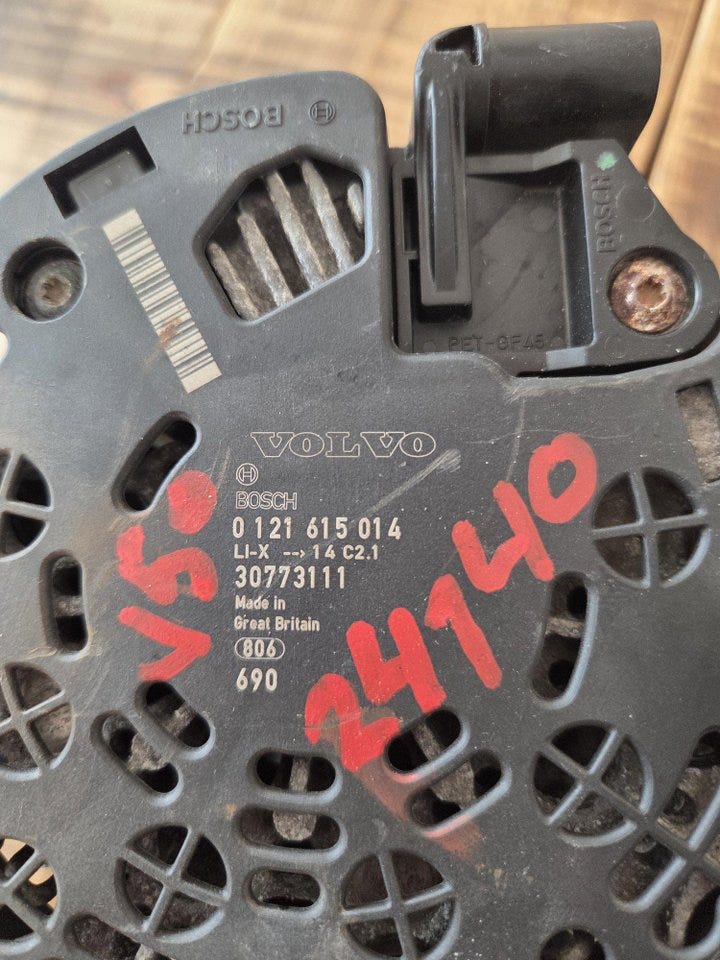 BOSCH
BOSCH
PET-GF45
VOLVO
BOSCH
0 121 615 014
LI-X --> 14 C2.1
30773111
Made in
Great Britain
806
690
V50
24140